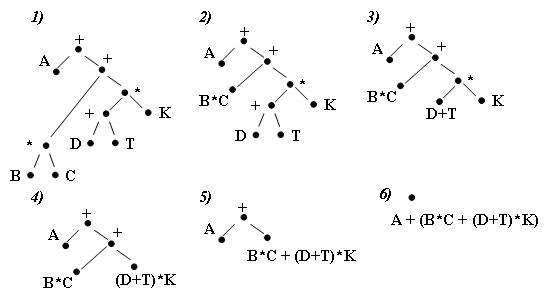 1)
+
A
+
*
+
K
*
D
T
B
C
2)
+
A
+
*
B*C
+
K
D
T
3)
+
A
+
*
B*C
D+T
K
4)
+
A
+
B*C
(D+T)*K
5)
+
A
B*C + (D+T)*K
6)
A + (B*C + (D+T)*K)